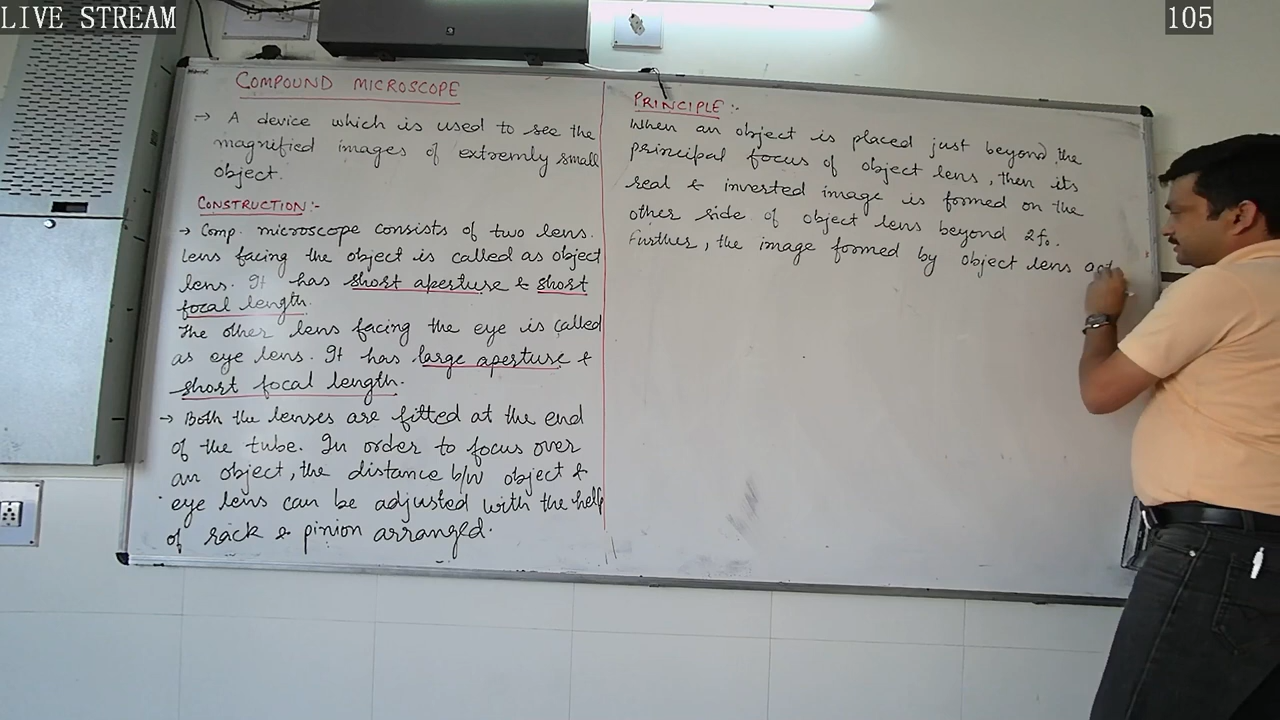 LIVE STREAM
105
COMPOUND MICROSCOPE
→ A device which is used to see the
magnified images of extremly small
object.
CONSTRUCTION:-
→ Comp. microscope consists of two lens.
Lens facing the object is called as object
lens. It has short aperture & short
focal length.
The other lens facing the eye is called
as eye lens. It has large aperture &
short focal length.
→ Both the lenses are fitted at the end
of the tube. In order to focus over
an object, the distance b/w object &
eye lens can be adjusted with the help
of rack & pinion arranged.
PRINCIPLE:-
When an object is placed just beyond the
principal focus of object lens, then its
real & inverted image is formed on the
other side of object lens beyond 2fo.
Further, the image formed by object lens act